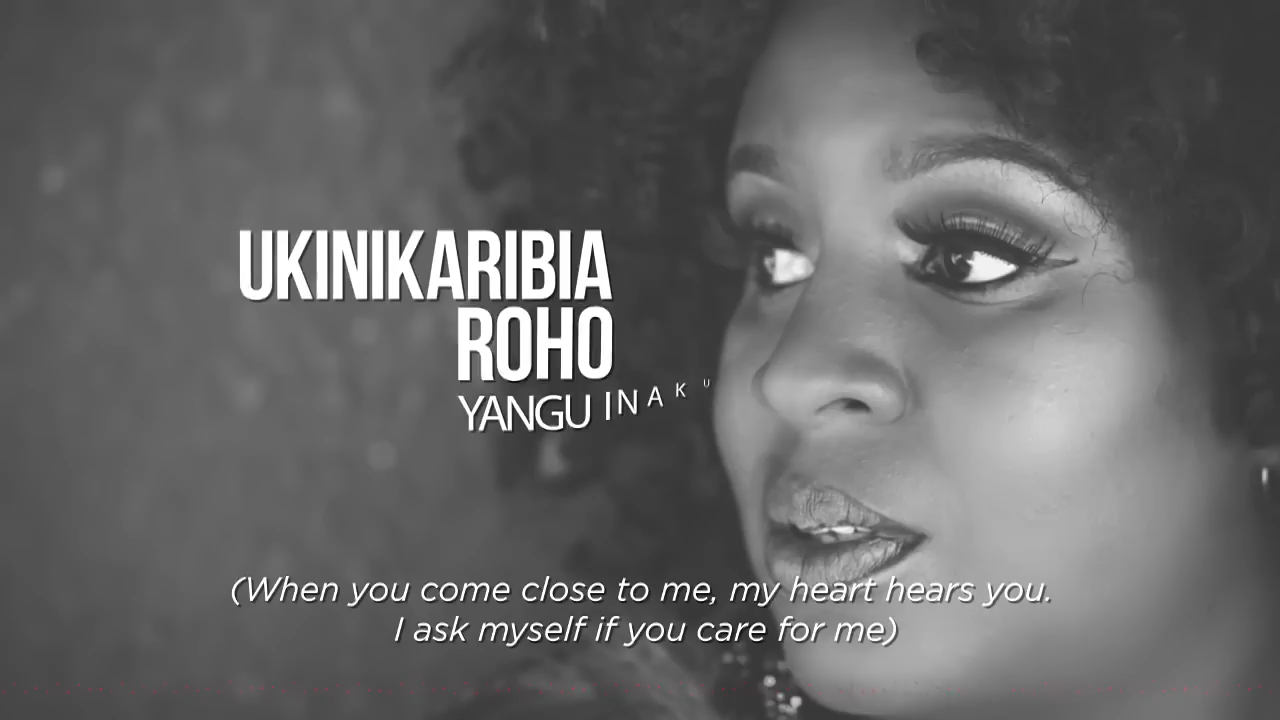 UKINIKARIBIA
ROHO
YANGU INAKU
(When you come close to me, my heart hears you.
I ask myself if you care for me)